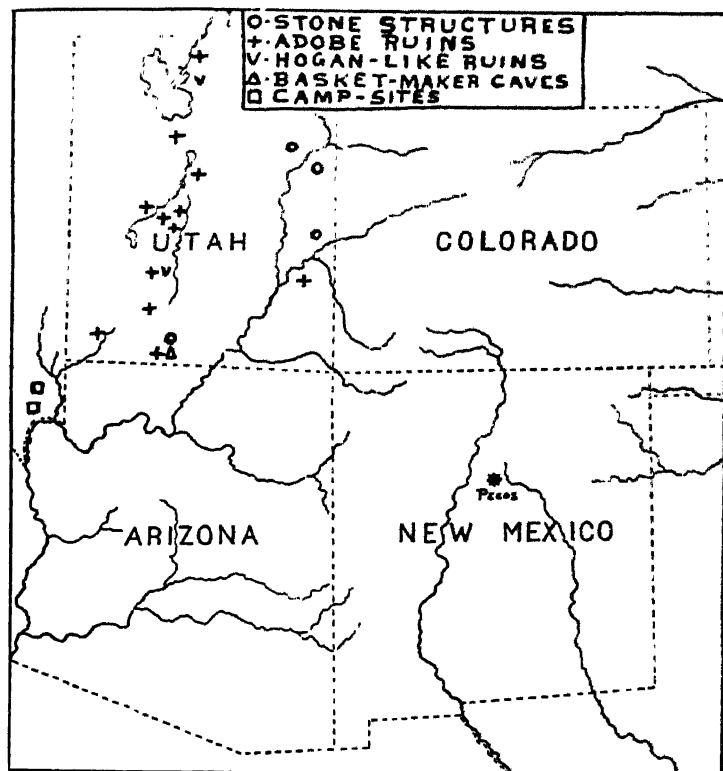 O-STONE STRUCTURES
+-ADOBE RUINS
V-HOGAN-LIKE RUINS
Δ-BASKET-MAKER CAVES
□ CAMP-SITES
UTAH
COLORADO
PECOS
ARIZONA
NEW MEXICO